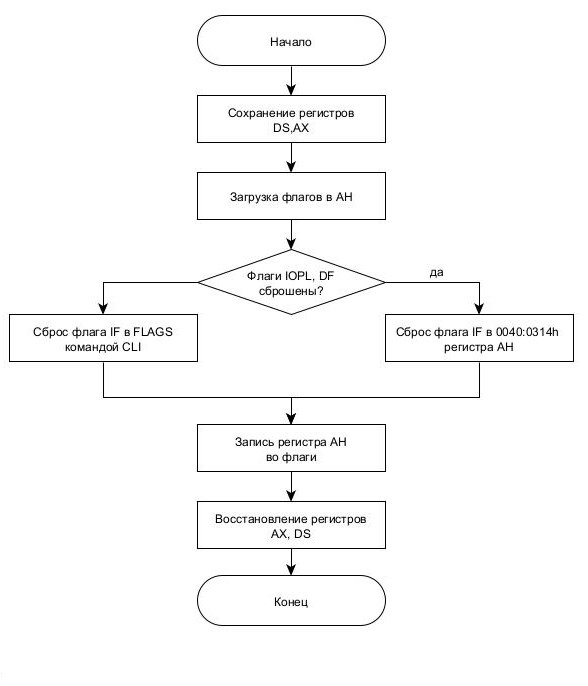 Начало
Сохранение регистров
DS,AX
Загрузка флагов в AH
Флаги IOPL, DF
сброшены?
да
Сброс флага IF в FLAGS
командой CLI
Сброс флага IF в 0040:0314h
регистра AH
Запись регистра AH
во флаги
Восстановление регистров
AX, DS
Конец